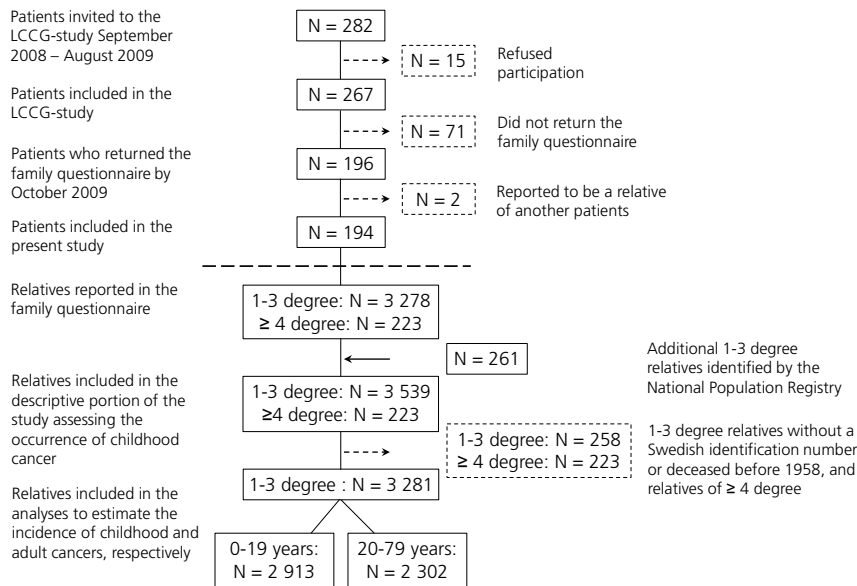 Patients invited to the
LCCG-study September
2008 – August 2009
N = 282
N = 15
Refused
participation
Patients included in the
LCCG-study
N = 267
N = 71
Did not return the
family questionnaire
Patients who returned the
family questionnaire by
October 2009
N = 196
N = 2
Reported to be a relative
of another patients
Patients included in the
present study
N = 194
Relatives reported in the
family questionnaire
1-3 degree: N = 3 278
≥ 4 degree: N = 223
N = 261
Additional 1-3 degree
relatives identified by the
National Population Registry
Relatives included in the
descriptive portion of the
study assessing the
occurrence of childhood
cancer
1-3 degree: N = 3 539
≥4 degree: N = 223
1-3 degree: N = 258
≥ 4 degree: N = 223
1-3 degree relatives without a
Swedish identification number
or deceased before 1958, and
relatives of ≥ 4 degree
Relatives included in the
analyses to estimate the
incidence of childhood and
adult cancers, respectively
1-3 degree : N = 3 281
0-19 years:
N = 2 913
20-79 years:
N = 2 302